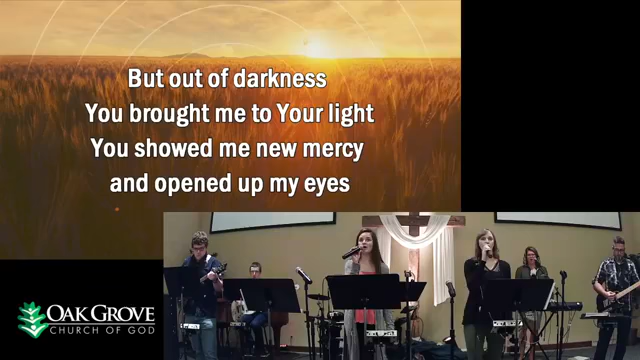 But out of darkness
You brought me to Your light
You showed me new mercy
and opened up my eyes
OAK GROVE
CHURCH OF GOD